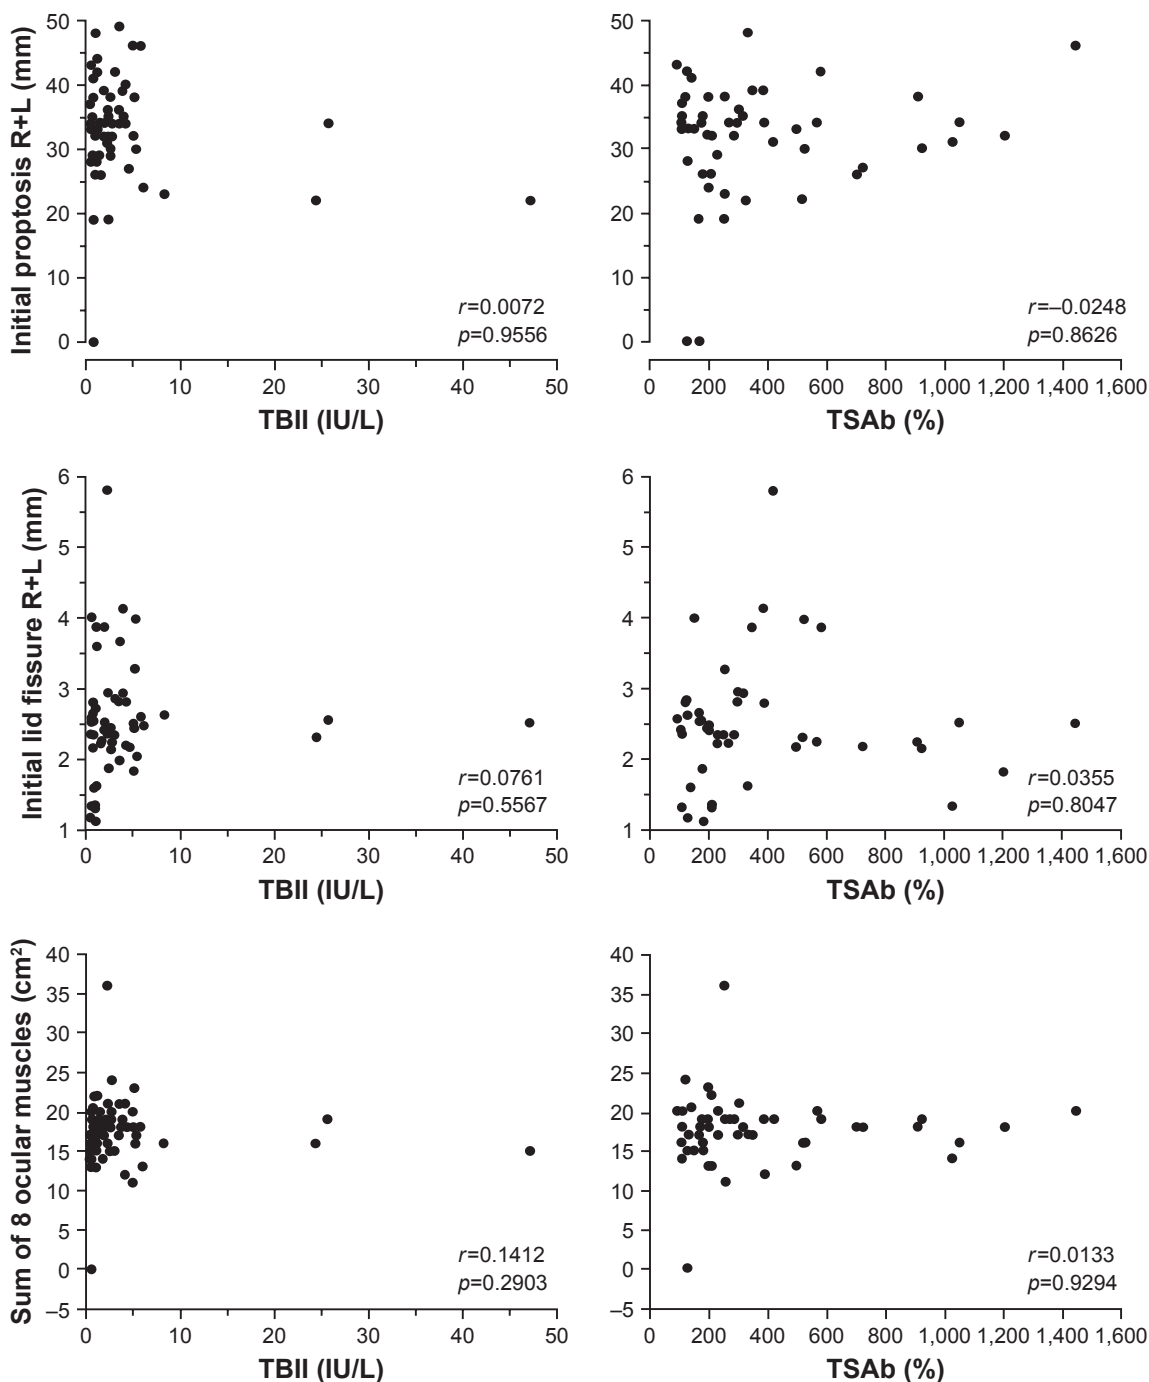 Initial proptosis R+L (mm)
50
40
30
20
10
0
r=0.0072
p=0.9556
0 10 20 30 40 50
TBII (IU/L)
50
40
30
20
10
0
r=–0.0248
p=0.8626
0 200 400 600 800 1,000 1,200 1,400 1,600
TSAb (%)
Initial lid fissure R+L (mm)
6
5
4
3
2
1
r=0.0761
p=0.5567
0 10 20 30 40 50
TBII (IU/L)
6
5
4
3
2
1
r=0.0355
p=0.8047
0 200 400 600 800 1,000 1,200 1,400 1,600
TSAb (%)
Sum of 8 ocular muscles (cm²)
40
35
30
25
20
15
10
5
0
–5
r=0.1412
p=0.2903
0 10 20 30 40 50
TBII (IU/L)
40
35
30
25
20
15
10
5
0
–5
r=0.0133
p=0.9294
0 200 400 600 800 1,000 1,200 1,400 1,600
TSAb (%)